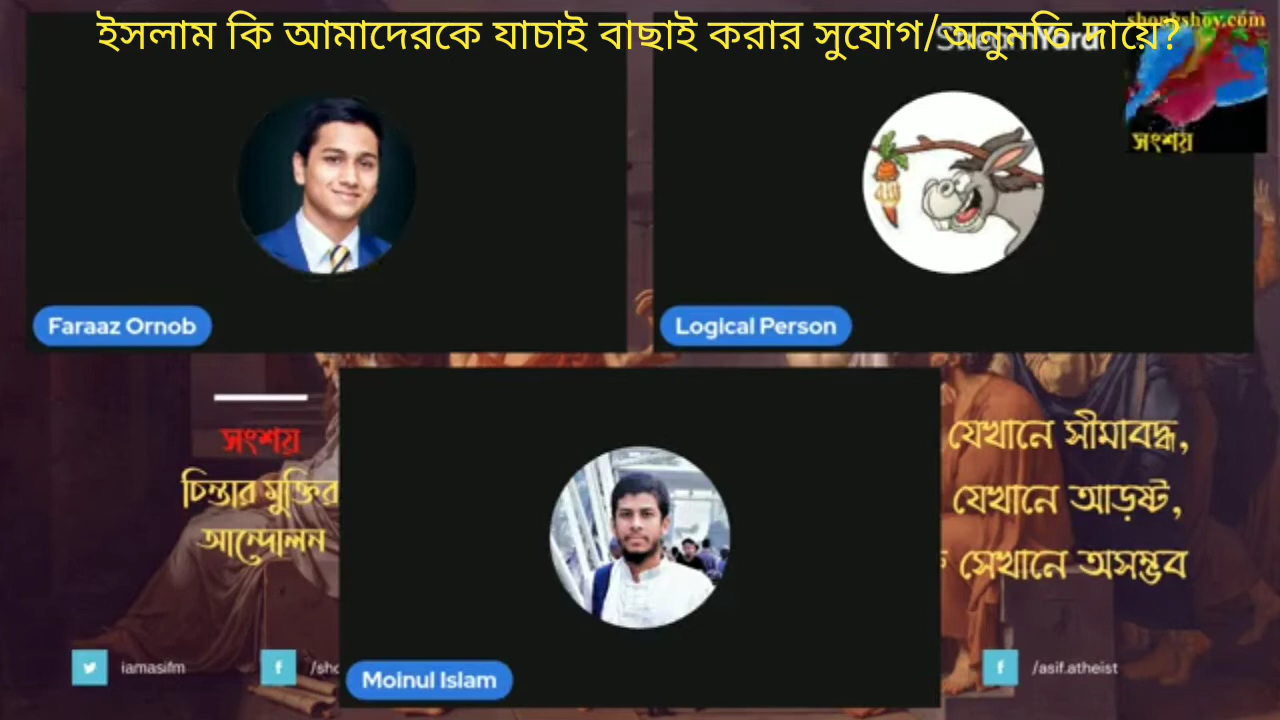 ইসলাম কি আমাদেরকে যাচাই বাছাই করার সুযোগ/অনুমতি দায়ে?
shongshoy.com
সংশয়
Faraaz Ornob
Logical Person
সংশয়
চিন্তার মুক্তির
আন্দোলন
যেখানে সীমাবদ্ধ,
যেখানে আড়ষ্ট,
সেখানে অসম্ভব
Moinul Islam
iamasifm
/sho
/asif.atheist